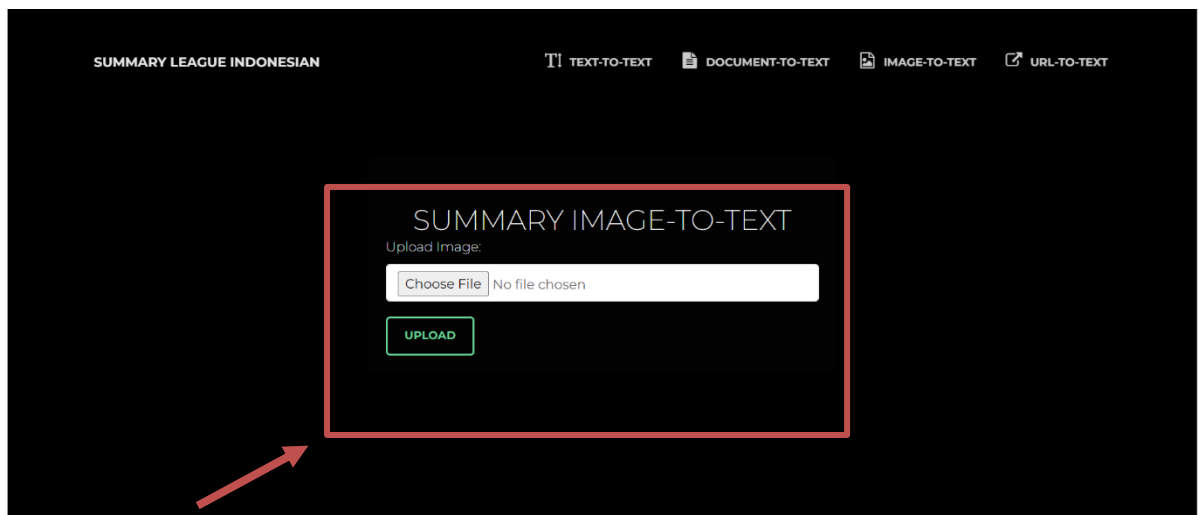 SUMMARY LEAGUE INDONESIAN
TEXT-TO-TEXT
DOCUMENT-TO-TEXT
IMAGE-TO-TEXT
URL-TO-TEXT
SUMMARY IMAGE-TO-TEXT
Upload Image:
Choose File No file chosen
UPLOAD